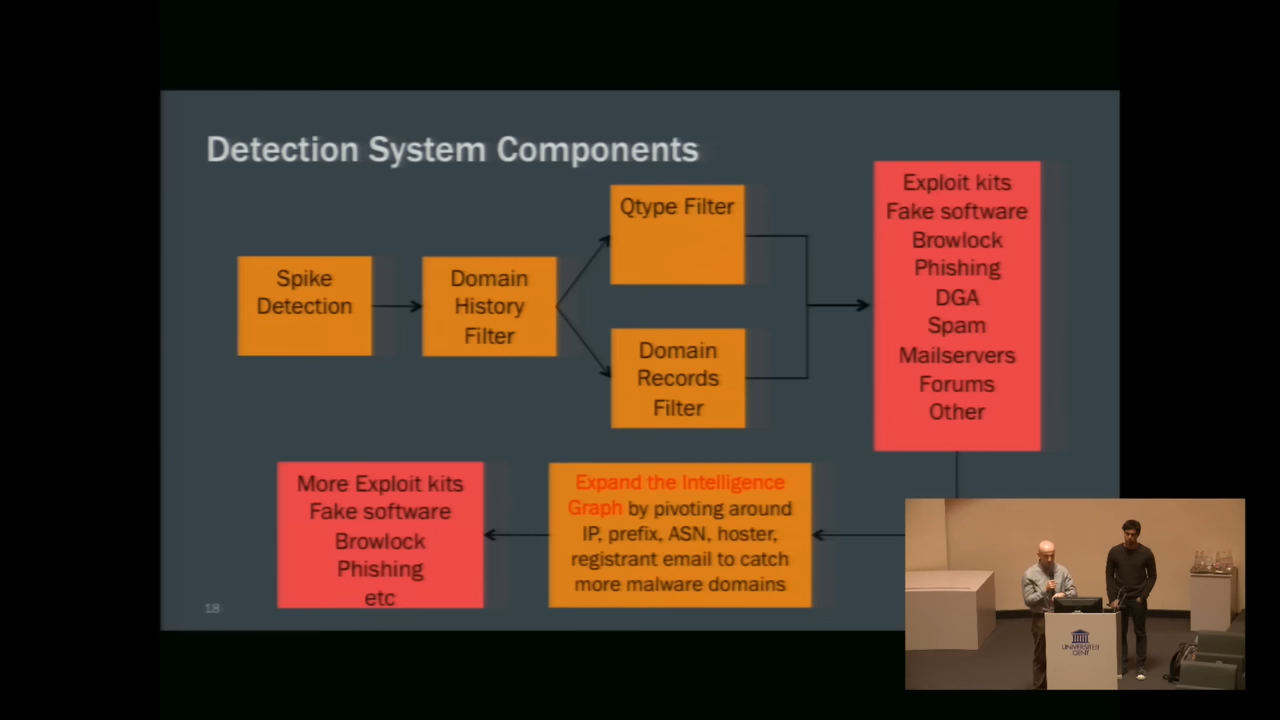 Detection System Components
Spike
Detection
Domain
History
Filter
Qtype Filter
Domain
Records
Filter
Exploit kits
Fake software
Browlock
Phishing
DGA
Spam
Mailservers
Forums
Other
Expand the Intelligence
Graph by pivoting around
IP, prefix, ASN, hoster,
registrant email to catch
more malware domains
More Exploit kits
Fake software
Browlock
Phishing
etc
18
UNIVERSITEIT
GENT